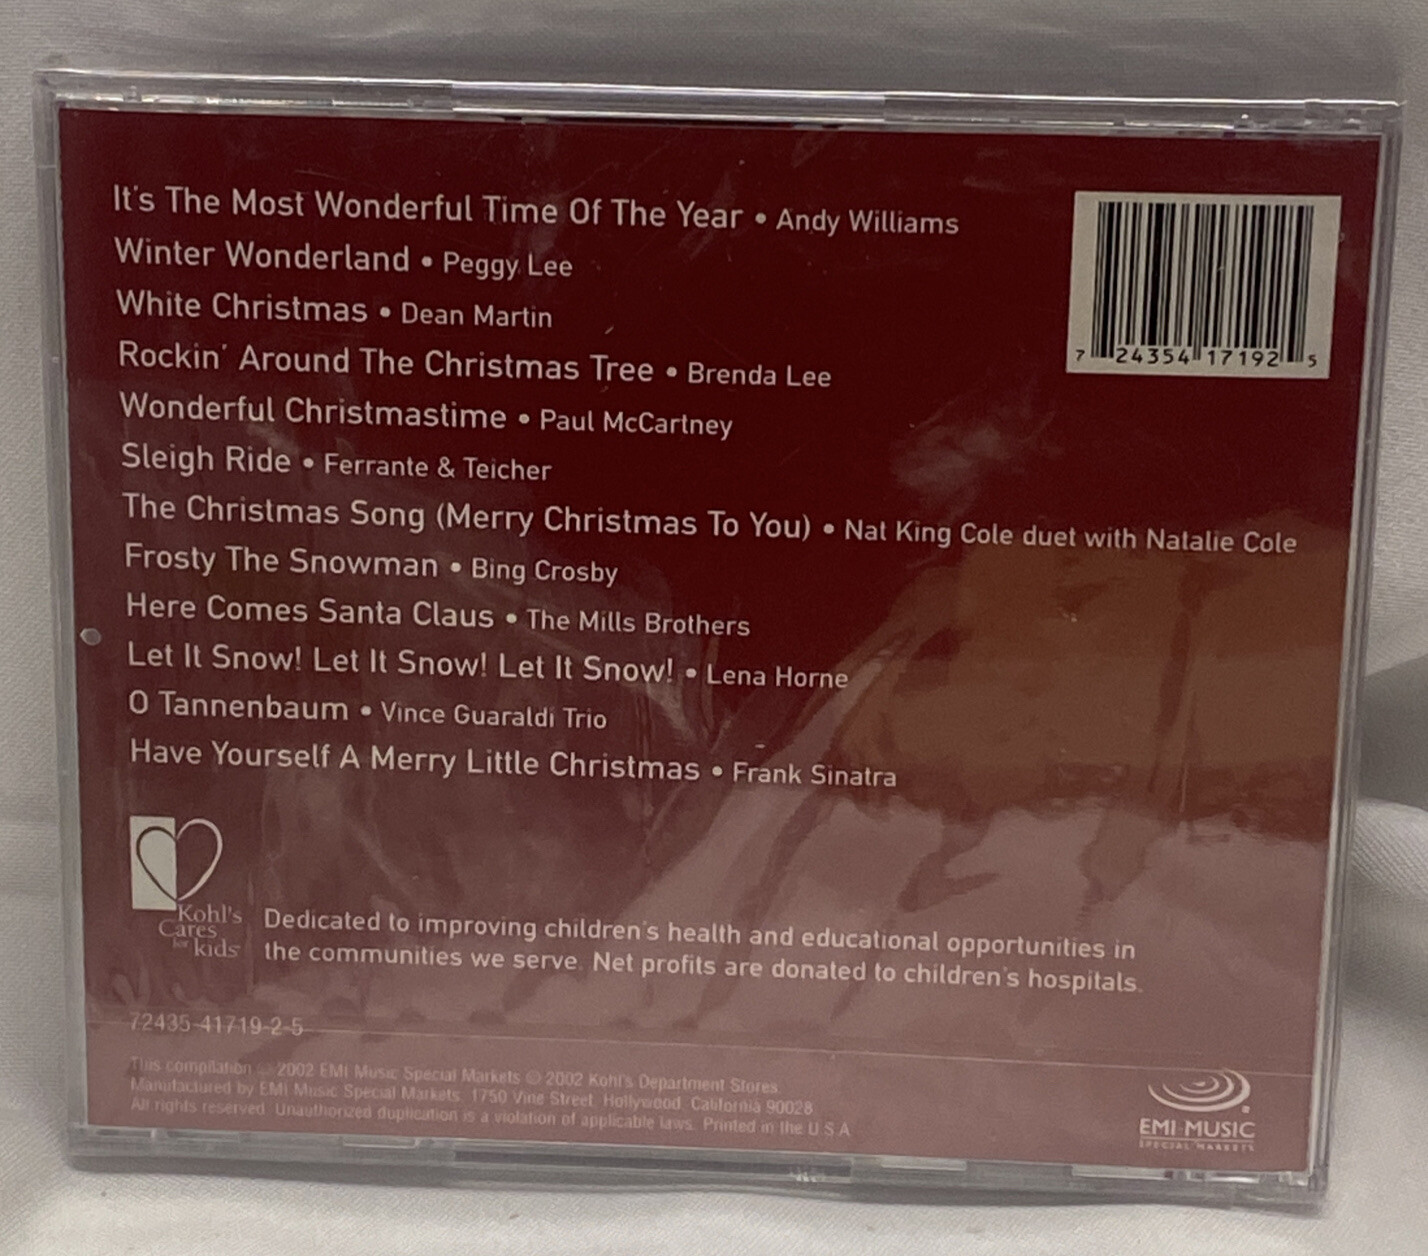 It's The Most Wonderful Time Of The Year • Andy Williams
Winter Wonderland • Peggy Lee
White Christmas • Dean Martin
Rockin' Around The Christmas Tree • Brenda Lee
Wonderful Christmastime • Paul McCartney
Sleigh Ride • Ferrante & Teicher
The Christmas Song (Merry Christmas To You) • Nat King Cole duet with Natalie Cole
Frosty The Snowman • Bing Crosby
Here Comes Santa Claus • The Mills Brothers
Let It Snow! Let It Snow! Let It Snow! • Lena Horne
O Tannenbaum • Vince Guaraldi Trio
Have Yourself A Merry Little Christmas • Frank Sinatra
7 24354 17192 5
Kohl's
Cares
for
kids
Dedicated to improving children's health and educational opportunities in
the communities we serve. Net profits are donated to children's hospitals.
72435-41719-2-5
This compilation ℗ 2002 EMI Music Special Markets © 2002 Kohl's Department Stores
Manufactured by EMI Music Special Markets, 1750 Vine Street, Hollywood, California 90028
All rights reserved. Unauthorized duplication is a violation of applicable laws. Printed in the U.S.A.
EMI MUSIC
SPECIAL MARKETS